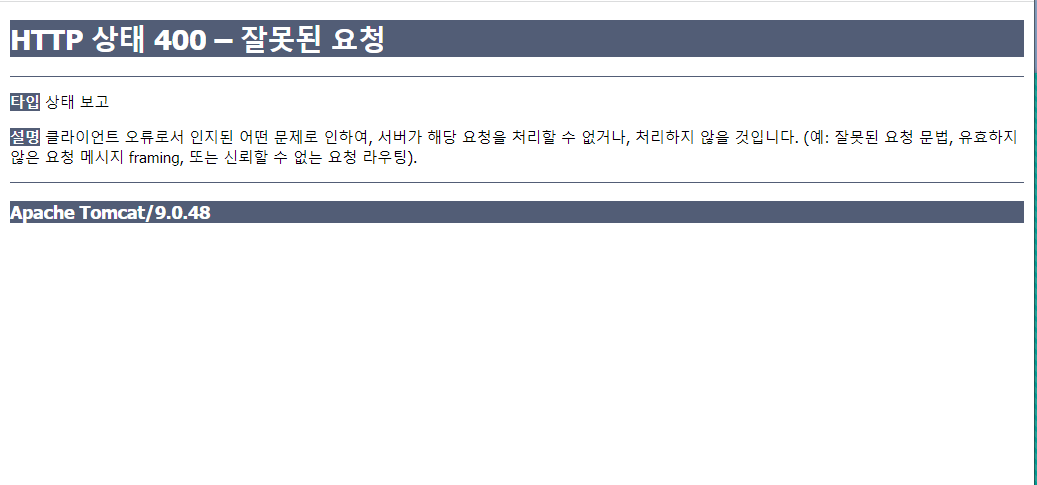 HTTP 상태 400 – 잘못된 요청
타입 상태 보고
설명 클라이언트 오류로서 인지된 어떤 문제로 인하여, 서버가 해당 요청을 처리할 수 없거나, 처리하지 않을 것입니다. (예: 잘못된 요청 문법, 유효하지
않은 요청 메시지 framing, 또는 신뢰할 수 없는 요청 라우팅).
Apache Tomcat/9.0.48